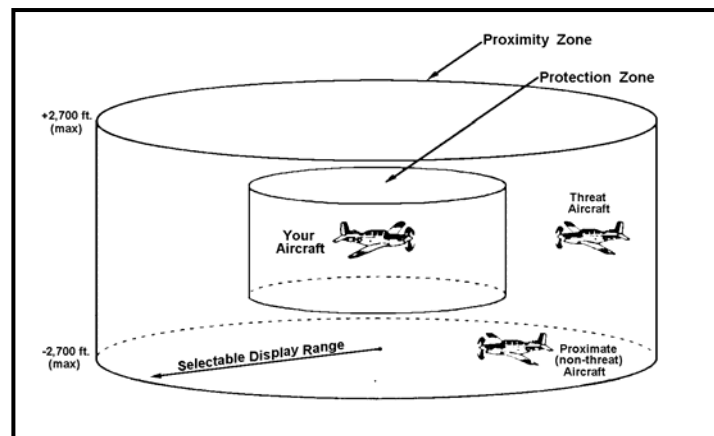 Proximity Zone
Protection Zone
+2,700 ft.
(max)
Threat
Aircraft
Your
Aircraft
-2,700 ft.
(max)
Selectable Display Range
Proximate
(non-threat)
Aircraft